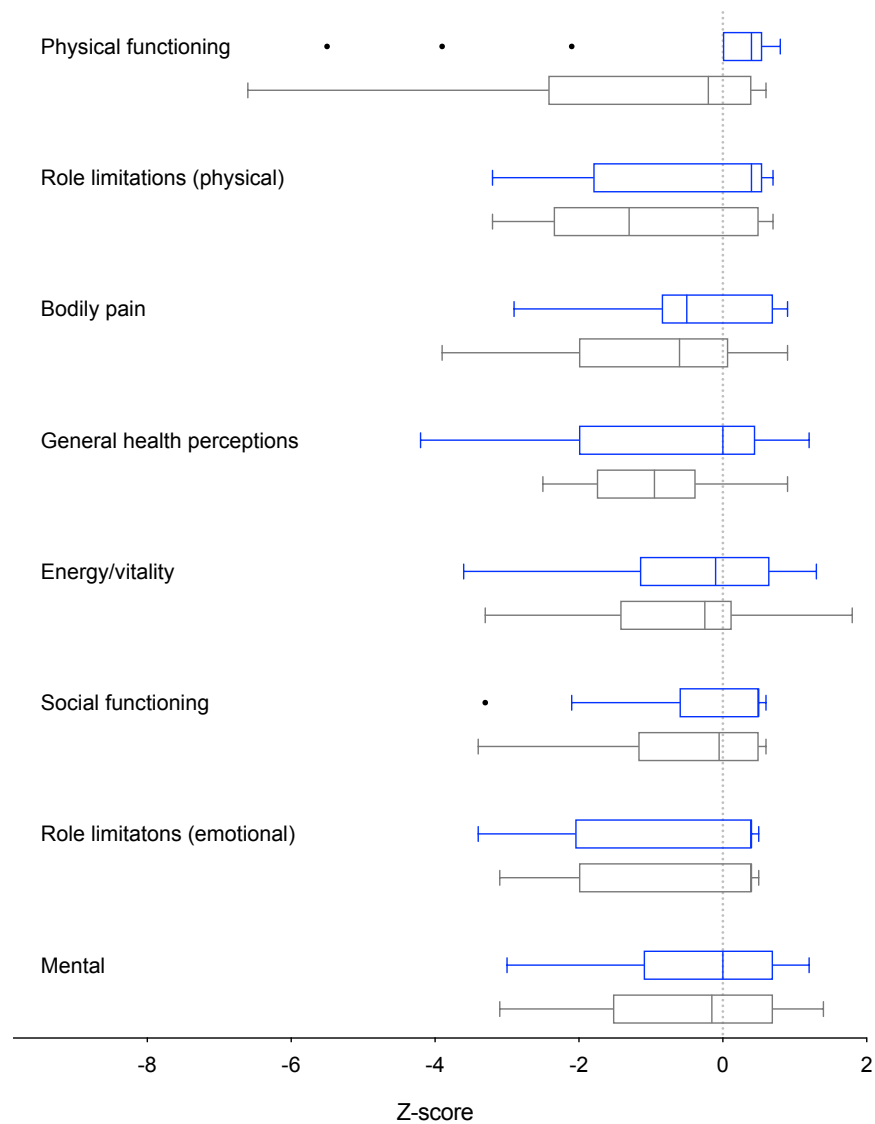 Physical functioning
Role limitations (physical)
Bodily pain
General health perceptions
Energy/vitality
Social functioning
Role limitatons (emotional)
Mental
-8 -6 -4 -2 0 2
Z-score